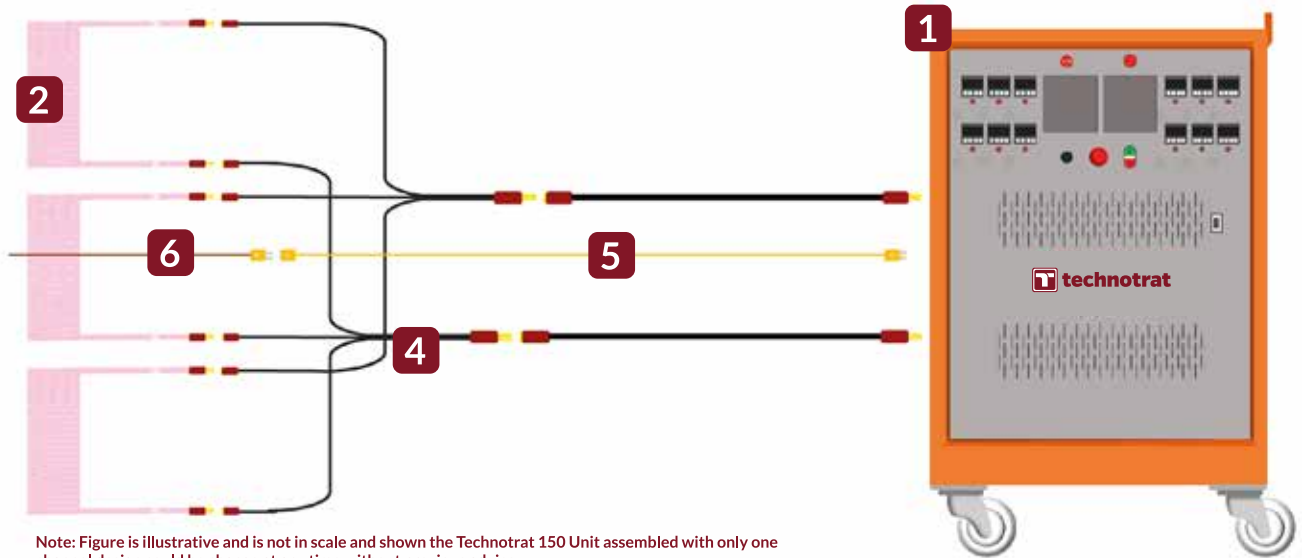 1
2
6
5
technotrat
4
Note: Figure is illustrative and is not in scale and shown the Technotrat 150 Unit assembled with only one